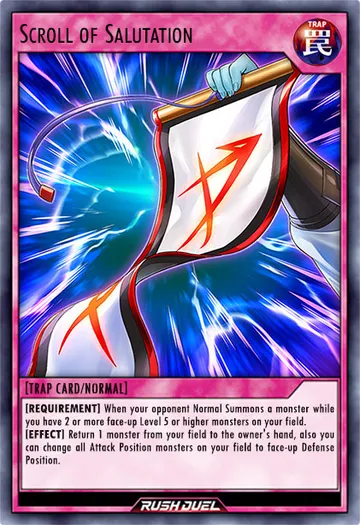 SCROLL OF SALUTATION
TRAP
罠
[TRAP CARD/NORMAL]
[REQUIREMENT] When your opponent Normal Summons a monster while
you have 2 or more face-up Level 5 or higher monsters on your field.
[EFFECT] Return 1 monster from your field to the owner's hand, also you
can change all Attack Position monsters on your field to face-up Defense
Position.
RUSH DUEL